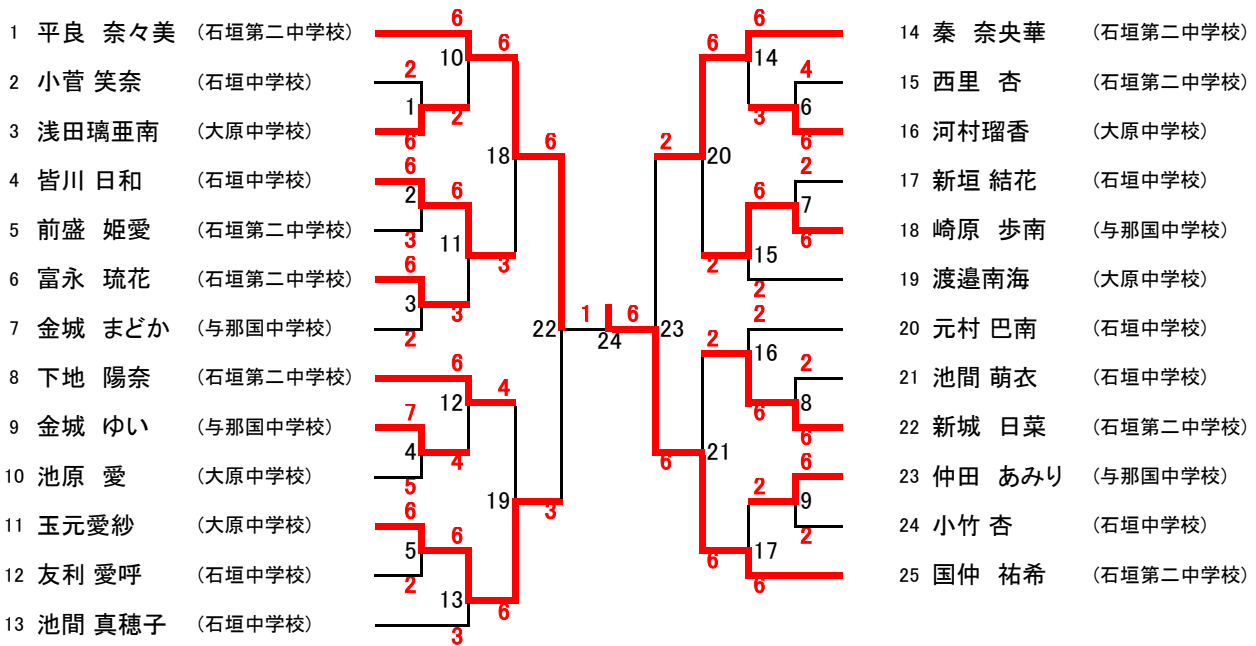 1 平良 奈々美 (石垣第二中学校)
2 小菅 笑奈 (石垣中学校)
3 浅田璃亜南 (大原中学校)
4 皆川 日和 (石垣中学校)
5 前盛 姫愛 (石垣第二中学校)
6 富永 琉花 (石垣第二中学校)
7 金城 まどか (与那国中学校)
8 下地 陽奈 (石垣第二中学校)
9 金城 ゆい (与那国中学校)
10 池原 愛 (大原中学校)
11 玉元愛紗 (大原中学校)
12 友利 愛呼 (石垣中学校)
13 池間 真穂子 (石垣中学校)
6
2
6
6
3
6
2
6
7
5
6
2
3
10
1
2
3
12
4
5
13
6
2
6
3
4
4
6
6
11
18
19
3
6
6
3
22
1
24
6
23
2
6
20
21
2
2
6
6
3
6
2
2
6
6
2
6
14
6
7
15
16
8
9
17
4
6
2
6
2
2
6
6
2
14 秦 奈央華 (石垣第二中学校)
15 西里 杏 (石垣第二中学校)
16 河村瑠香 (大原中学校)
17 新垣 結花 (石垣中学校)
18 崎原 歩南 (与那国中学校)
19 渡邉南海 (大原中学校)
20 元村 巴南 (石垣中学校)
21 池間 萌衣 (石垣中学校)
22 新城 日菜 (石垣第二中学校)
23 仲田 あみり (与那国中学校)
24 小竹 杏 (石垣中学校)
25 国仲 祐希 (石垣第二中学校)